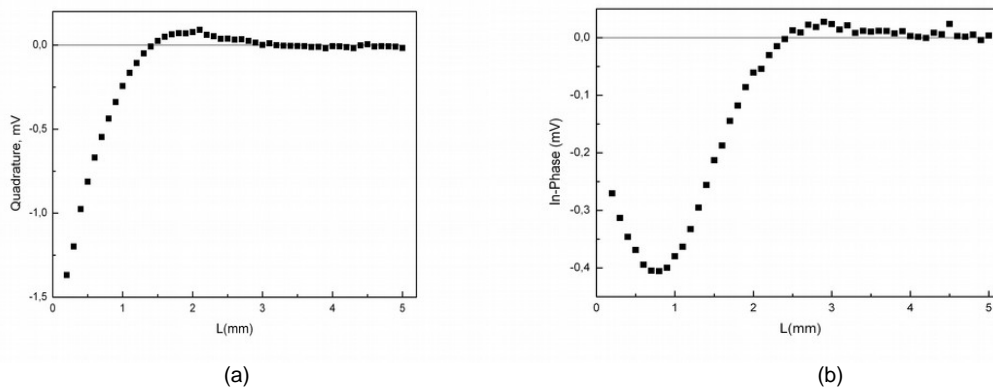 0,0
-0,5
-1,0
-1,5
Quadrature, mV
0 1 2 3 4 5
L(mm)
(a)
0,0
-0,1
-0,2
-0,3
-0,4
In-Phase (mV)
0 1 2 3 4 5
L(mm)
(b)